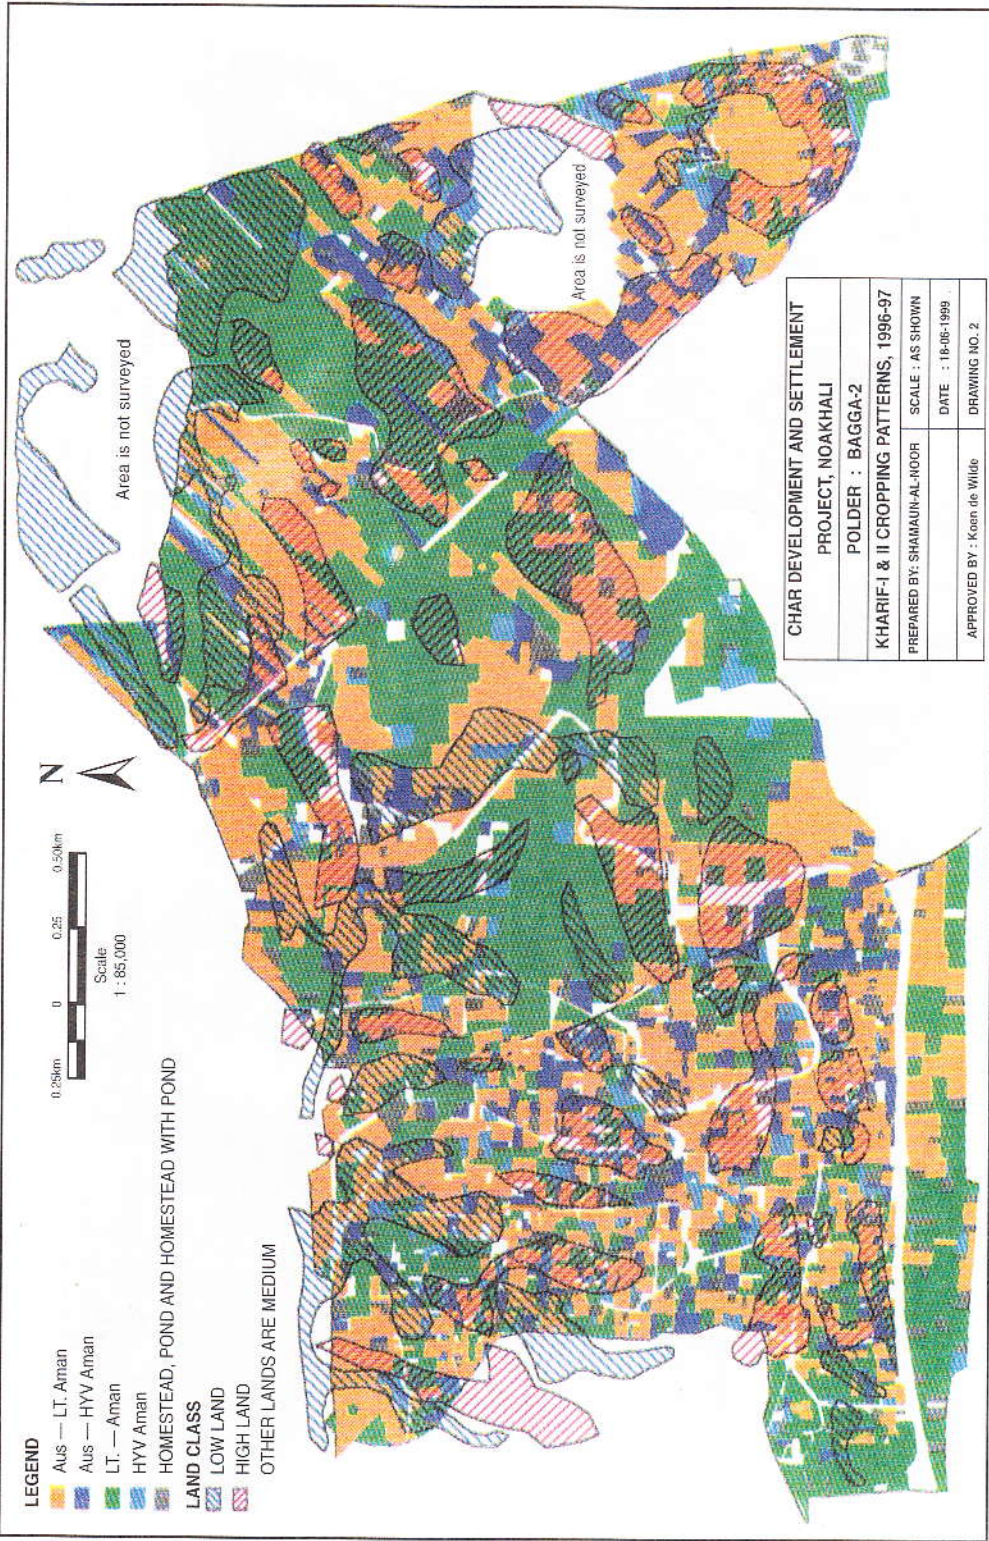 LEGEND
Aus — LT. Aman
Aus — HYV Aman
LT. — Aman
HYV Aman
HOMESTEAD, POND AND HOMESTEAD WITH POND
LAND CLASS
LOW LAND
HIGH LAND
OTHER LANDS ARE MEDIUM
0.25km 0 0.25 0.50km
Scale
1 : 85,000
N
Area is not surveyed
Area is not surveyed
CHAR DEVELOPMENT AND SETTLEMENT
PROJECT, NOAKHALI
POLDER : BAGGA-2
KHARIF-I & II CROPPING PATTERNS, 1996-97
PREPARED BY: SHAMAUN-AL-NOOR
SCALE : AS SHOWN
DATE : 18-06-1999
APPROVED BY : Koen de Wilde
DRAWING NO. 2